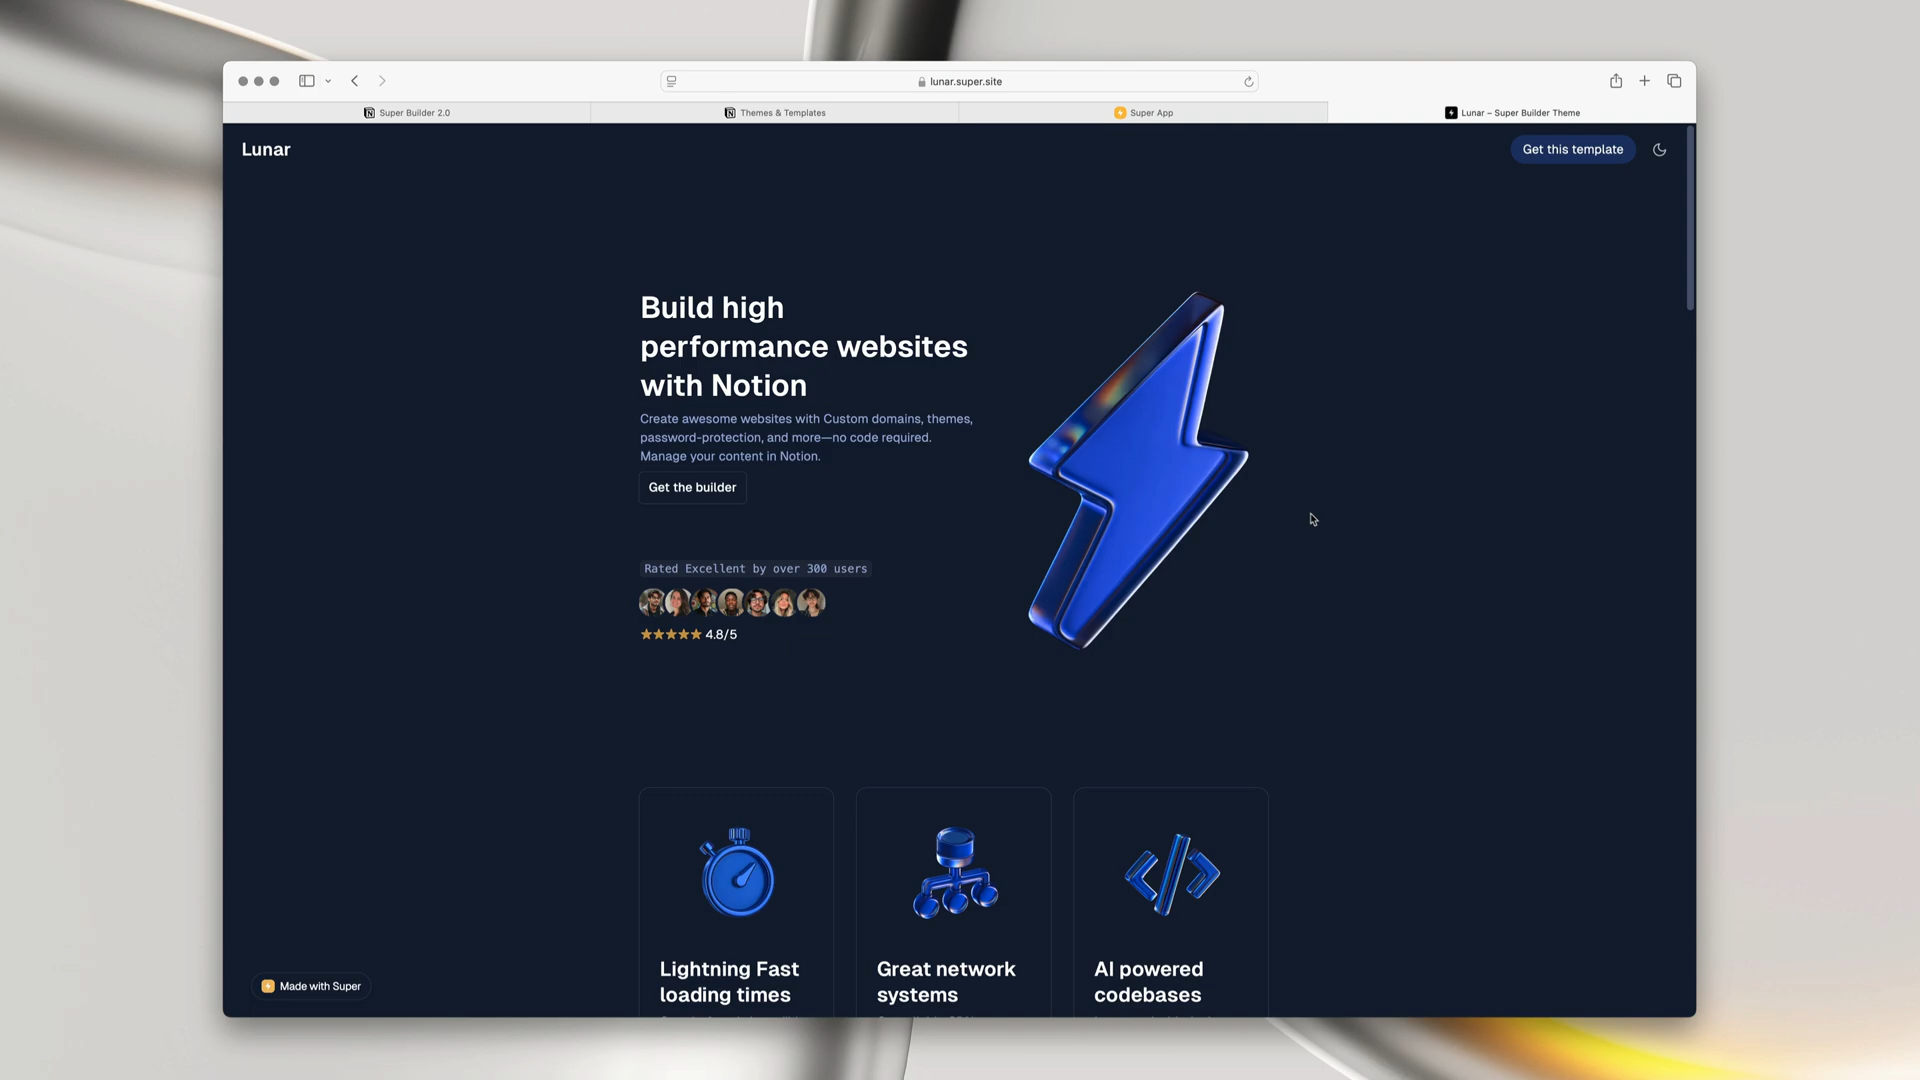 lunar.super.site
Super Builder 2.0
Themes & Templates
Super App
Lunar – Super Builder Theme
Lunar
Get this template
Build high
performance websites
with Notion
Create awesome websites with Custom domains, themes,
password-protection, and more—no code required.
Manage your content in Notion.
Get the builder
Rated Excellent by over 300 users
★★★★★ 4.8/5
Lightning Fast
loading times
Great network
systems
AI powered
codebases
Made with Super